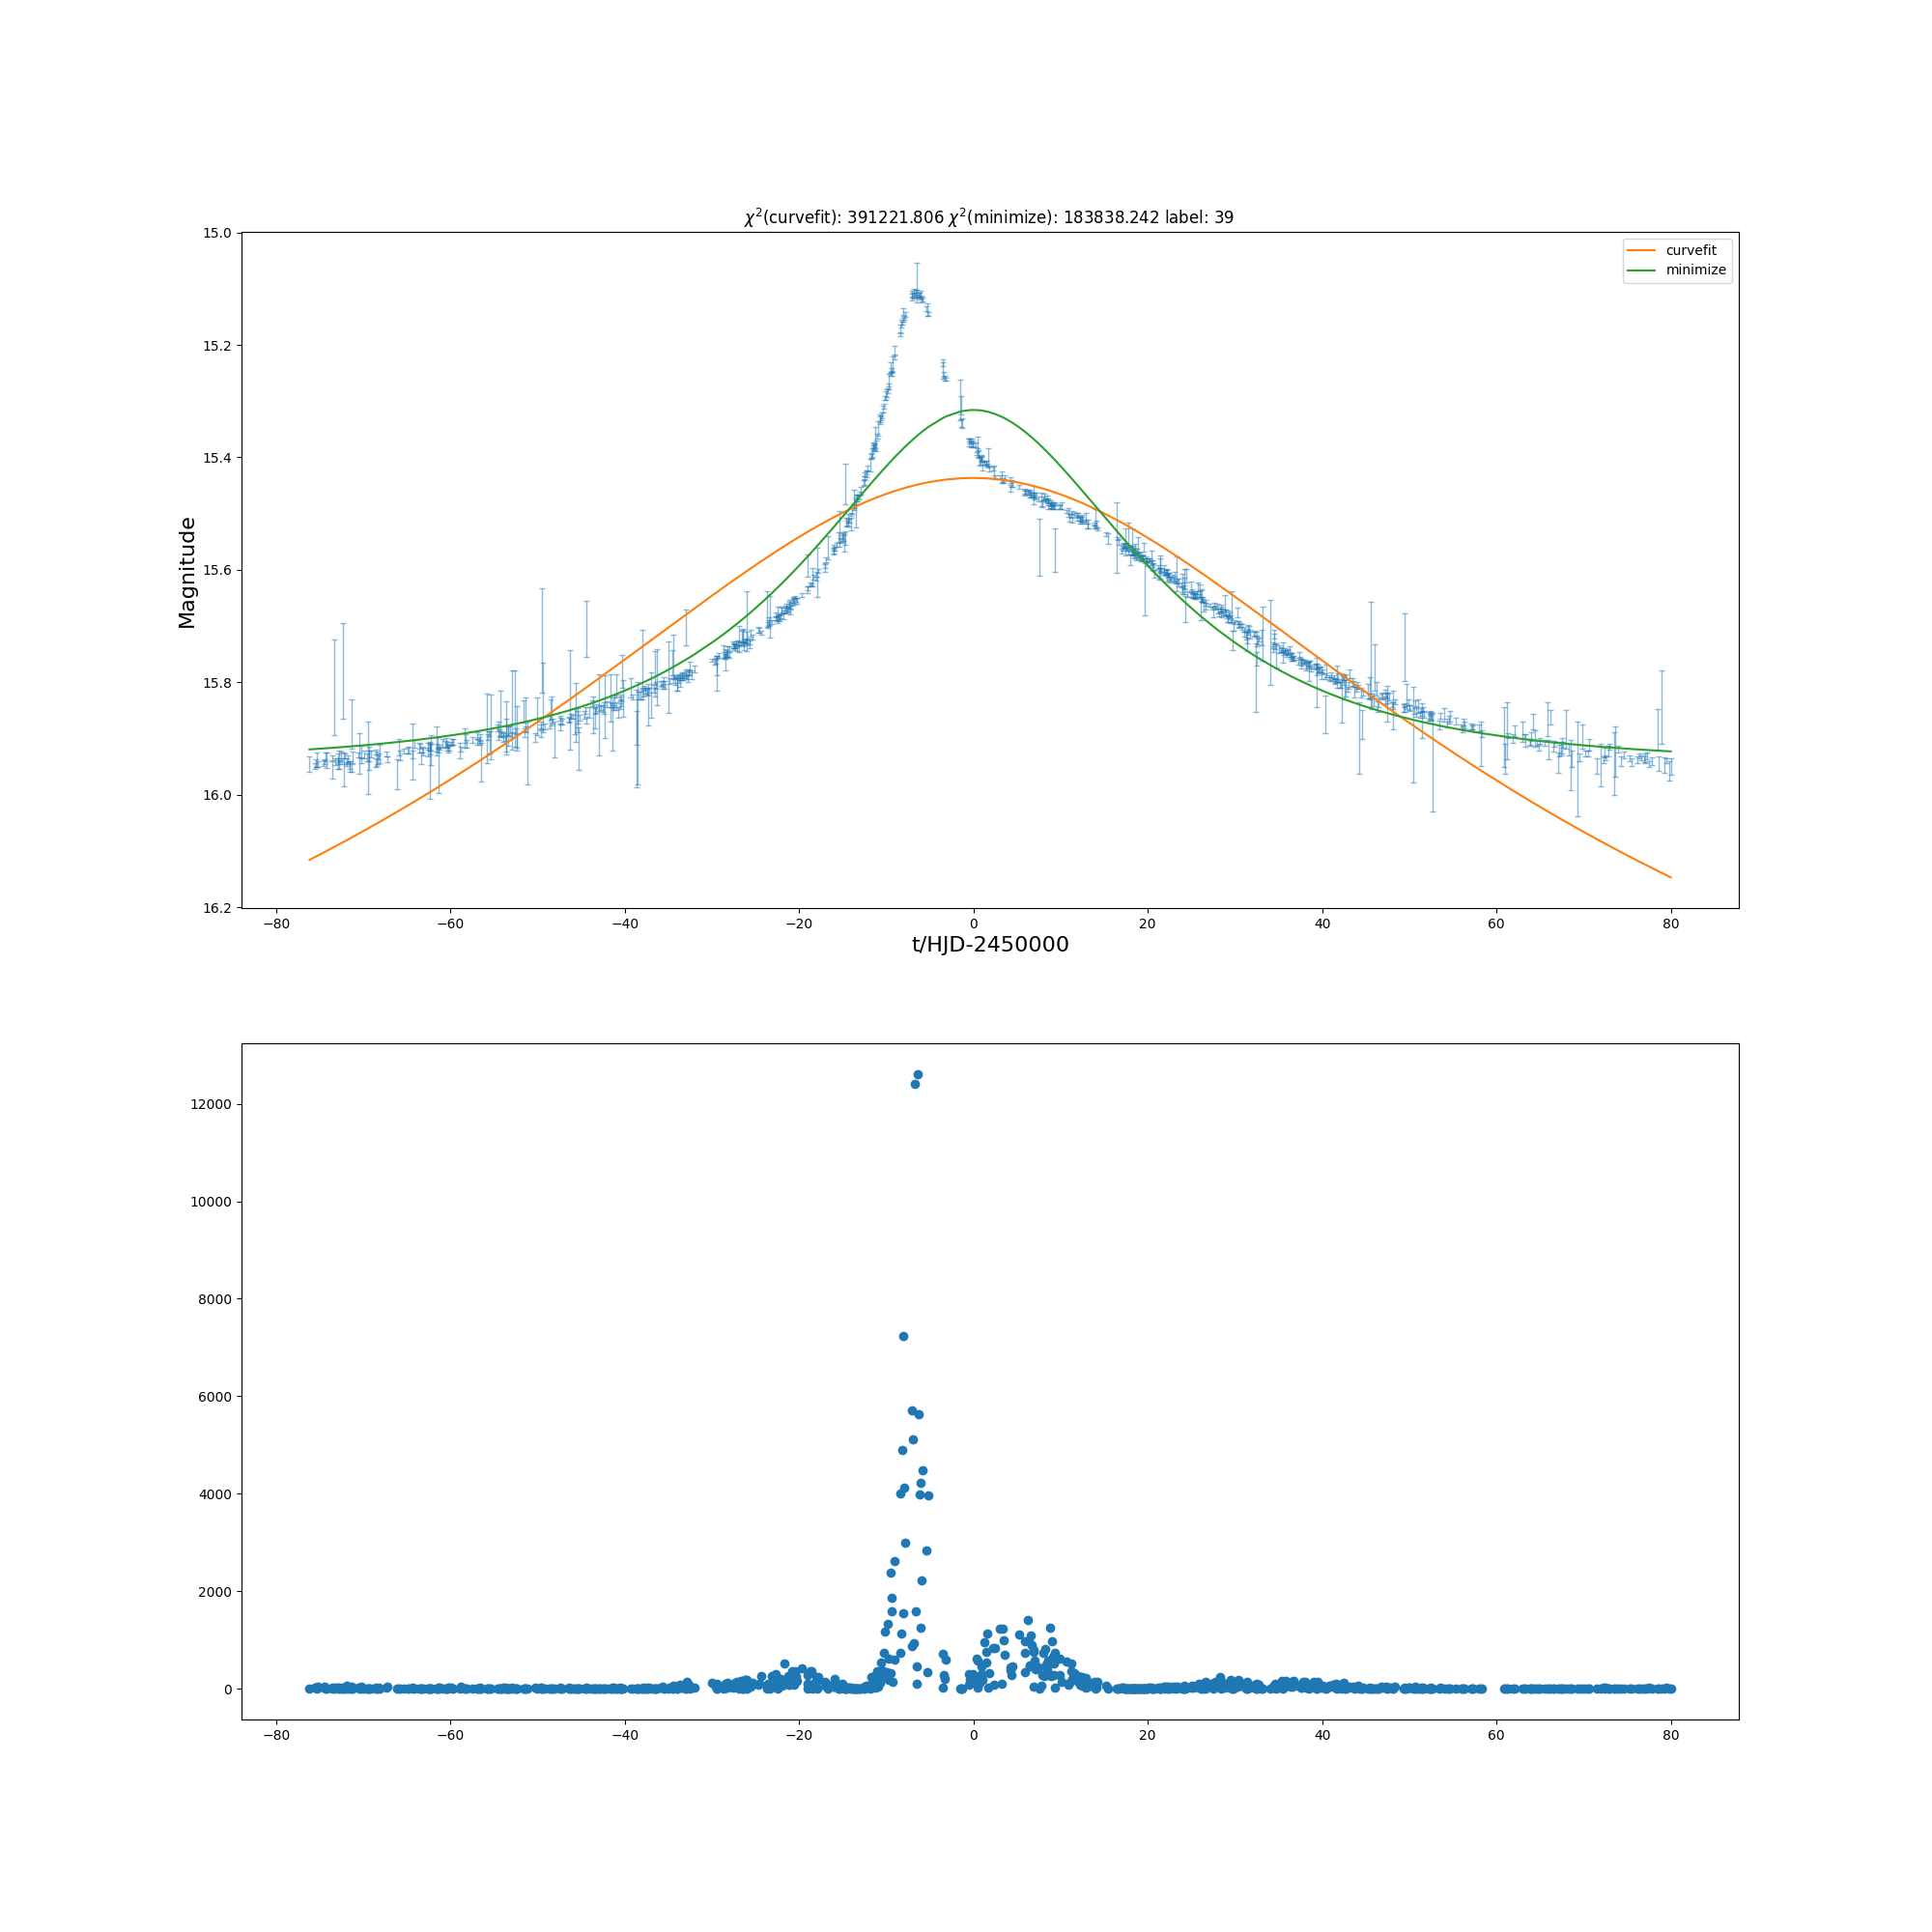 χ²(curvefit): 391221.806 χ²(minimize): 183838.242 label: 39
15.0
15.2
15.4
15.6
15.8
16.0
16.2
Magnitude
curvefit
minimize
−80 −60 −40 −20 0 20 40 60 80
t/HJD-2450000
12000
10000
8000
6000
4000
2000
0
−80 −60 −40 −20 0 20 40 60 80